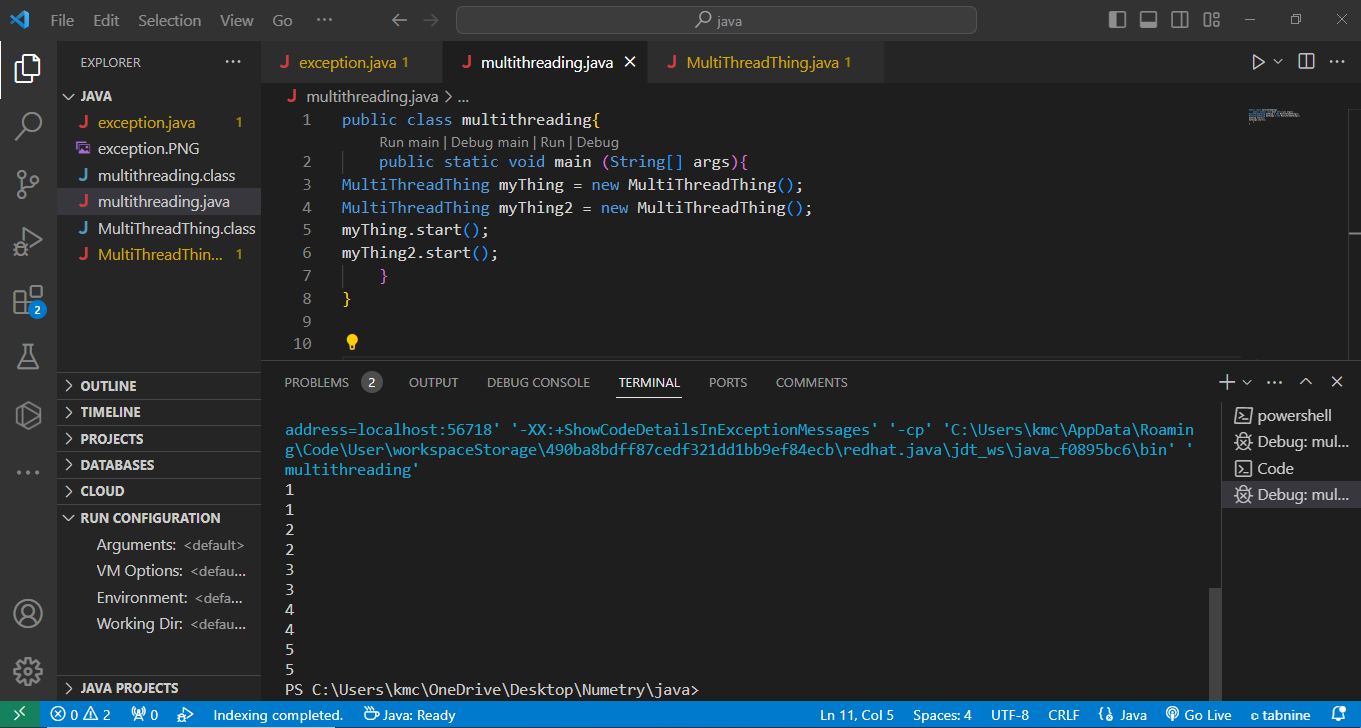 File Edit Selection View Go ··· java
EXPLORER ···
JAVA
J exception.java 1
exception.PNG
J multithreading.class
J multithreading.java
J MultiThreadThing.class
J MultiThreadThin... 1
OUTLINE
TIMELINE
PROJECTS
DATABASES
CLOUD
RUN CONFIGURATION
Arguments: <default>
VM Options: <defau...
Environment: <defa...
Working Dir: <defau...
JAVA PROJECTS
2
J exception.java 1 J multithreading.java J MultiThreadThing.java 1
J multithreading.java > ...
1 public class multithreading{
Run main | Debug main | Run | Debug
2 public static void main (String[] args){
3 MultiThreadThing myThing = new MultiThreadThing();
4 MultiThreadThing myThing2 = new MultiThreadThing();
5 myThing.start();
6 myThing2.start();
7 }
8 }
9
10
PROBLEMS 2 OUTPUT DEBUG CONSOLE TERMINAL PORTS COMMENTS
address=localhost:56718' '-XX:+ShowCodeDetailsInExceptionMessages' '-cp' 'C:\Users\kmc\AppData\Roamin
g\Code\User\workspaceStorage\490ba8bdff87cedf321dd1bb9ef84ecb\redhat.java\jdt_ws\java_f0895bc6\bin' '
multithreading'
1
1
2
2
3
3
4
4
5
5
PS C:\Users\kmc\OneDrive\Desktop\Numetry\java>
powershell
Debug: mul...
Code
Debug: mul...
0 2 0 Indexing completed. Java: Ready Ln 11, Col 5 Spaces: 4 UTF-8 CRLF {} Java Go Live tabnine